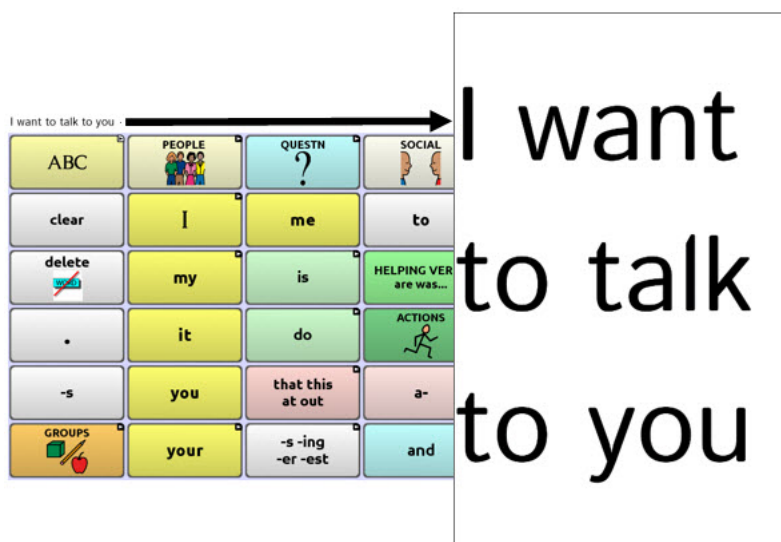 I want to talk to you
I want
to talk
to you
ABC
PEOPLE
QUESTN
?
SOCIAL
clear
I
me
to
delete
WORD
my
is
HELPING VER
are was...
.
it
do
ACTIONS
-s
you
that this
at out
a-
GROUPS
your
-s -ing
-er -est
and